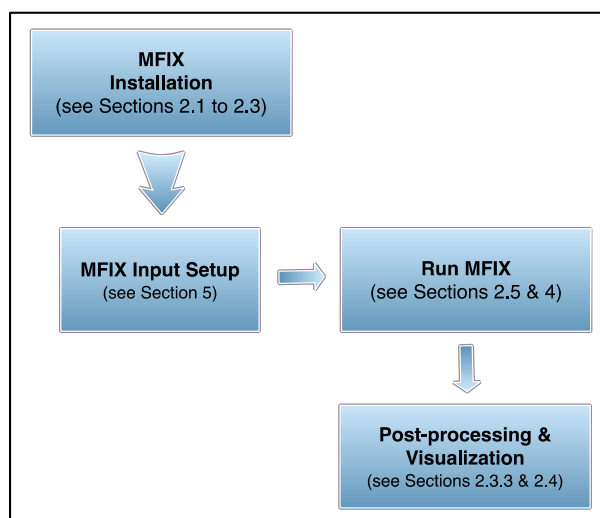 MFIX
Installation
(see Sections 2.1 to 2.3)
MFIX Input Setup
(see Section 5)
Run MFIX
(see Sections 2.5 & 4)
Post-processing &
Visualization
(see Sections 2.3.3 & 2.4)